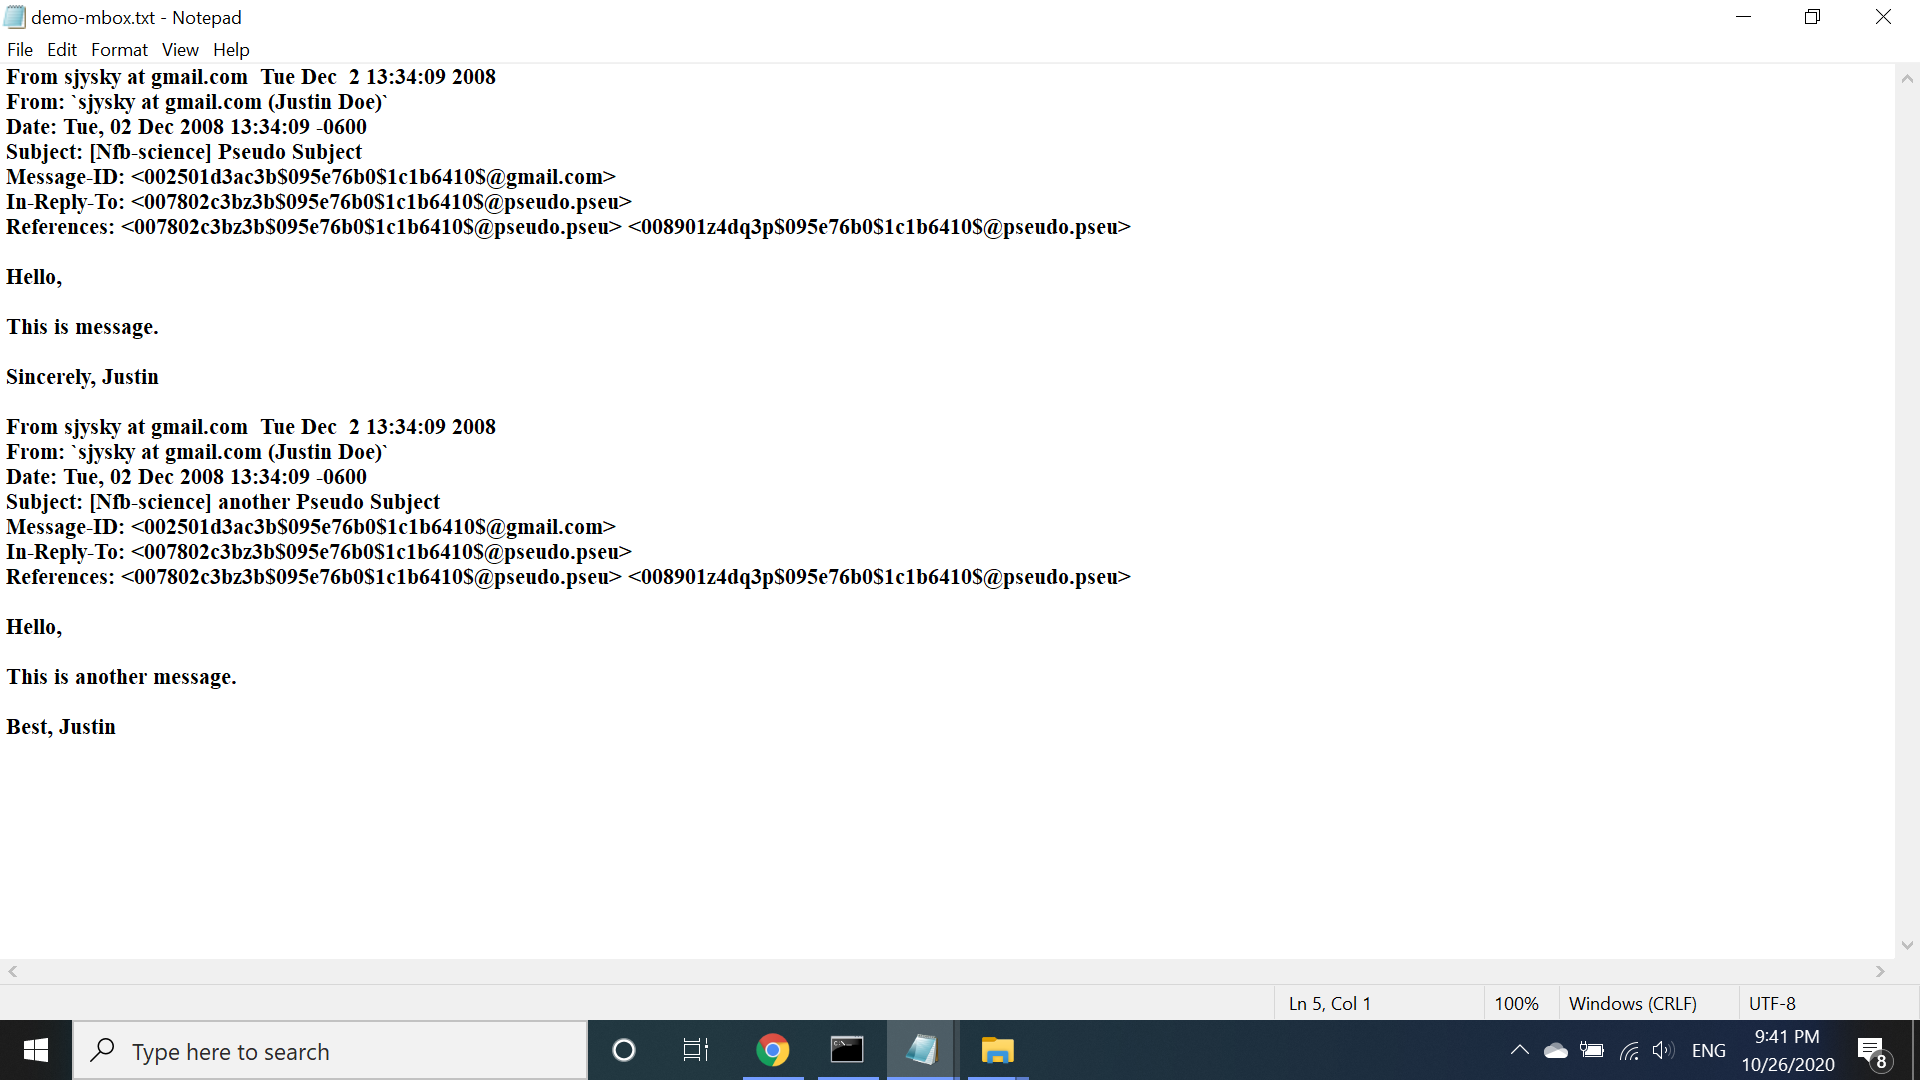 demo-mbox.txt - Notepad
File Edit Format View Help
From sjysky at gmail.com  Tue Dec  2 13:34:09 2008
From: `sjysky at gmail.com (Justin Doe)`
Date: Tue, 02 Dec 2008 13:34:09 -0600
Subject: [Nfb-science] Pseudo Subject
Message-ID: <002501d3ac3b$095e76b0$1c1b6410$@gmail.com>
In-Reply-To: <007802c3bz3b$095e76b0$1c1b6410$@pseudo.pseu>
References: <007802c3bz3b$095e76b0$1c1b6410$@pseudo.pseu> <008901z4dq3p$095e76b0$1c1b6410$@pseudo.pseu>
Hello,
This is message.
Sincerely, Justin
From sjysky at gmail.com  Tue Dec  2 13:34:09 2008
From: `sjysky at gmail.com (Justin Doe)`
Date: Tue, 02 Dec 2008 13:34:09 -0600
Subject: [Nfb-science] another Pseudo Subject
Message-ID: <002501d3ac3b$095e76b0$1c1b6410$@gmail.com>
In-Reply-To: <007802c3bz3b$095e76b0$1c1b6410$@pseudo.pseu>
References: <007802c3bz3b$095e76b0$1c1b6410$@pseudo.pseu> <008901z4dq3p$095e76b0$1c1b6410$@pseudo.pseu>
Hello,
This is another message.
Best, Justin
Ln 5, Col 1 100% Windows (CRLF) UTF-8
Type here to search
C:\_
ENG
9:41 PM
10/26/2020
8